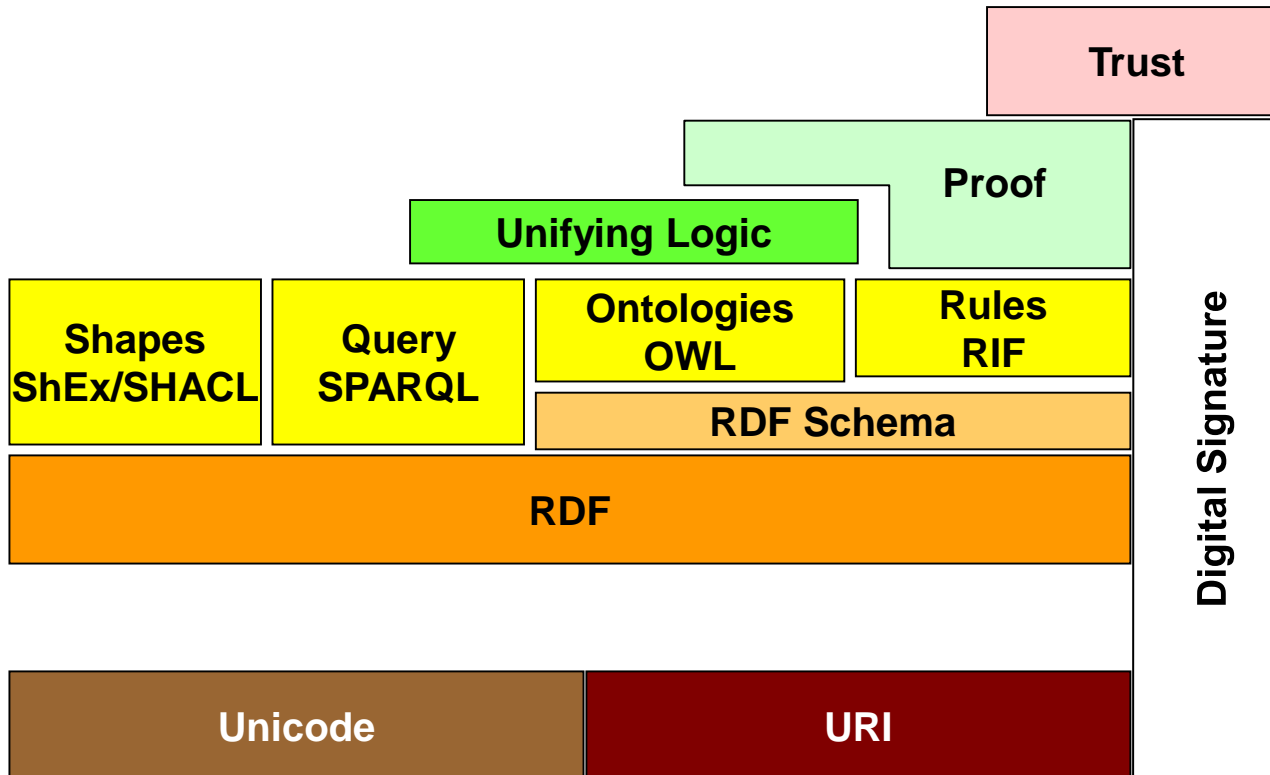 Trust
Proof
Unifying Logic
Shapes
ShEx/SHACL
Query
SPARQL
Ontologies
OWL
Rules
RIF
RDF Schema
RDF
Digital Signature
Unicode
URI